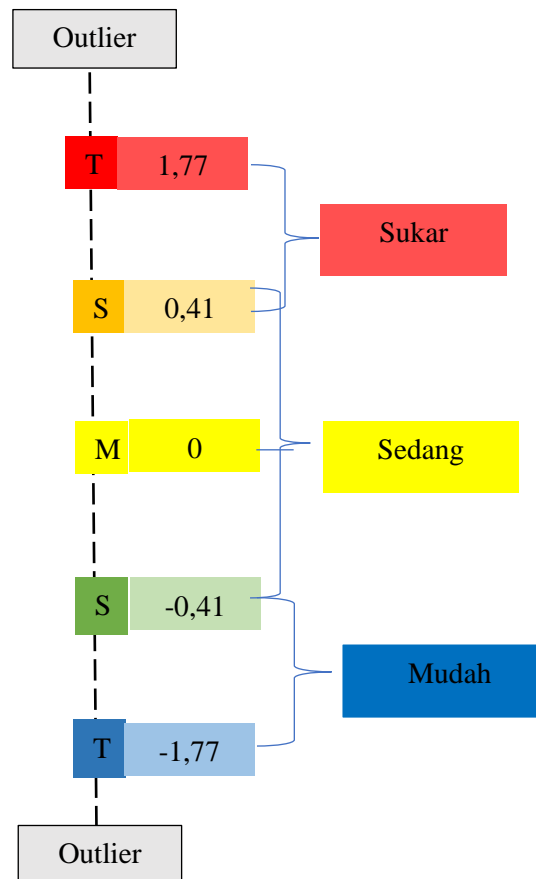 Outlier
T 1,77
Sukar
S 0,41
M 0
Sedang
S -0,41
Mudah
T -1,77
Outlier